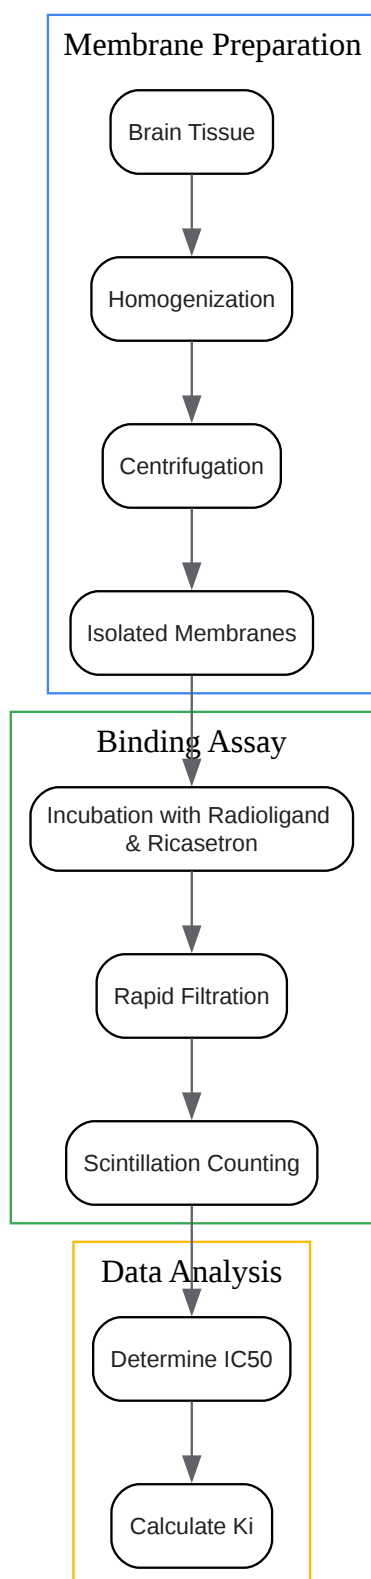 Membrane Preparation
Brain Tissue
Homogenization
Centrifugation
Isolated Membranes
Binding Assay
Incubation with Radioligand
& Ricasetron
Rapid Filtration
Scintillation Counting
Data Analysis
Determine IC50
Calculate Ki